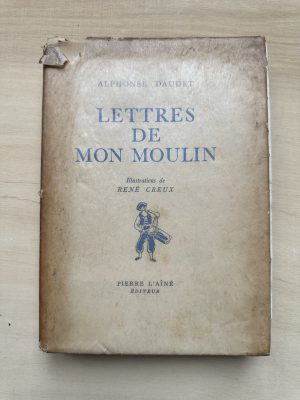 ALPHONSE DAUDET
LETTRES
DE
MON MOULIN
Illustrations de
RENÉ CREUX
PIERRE L'AÎNÉ
ÉDITEUR